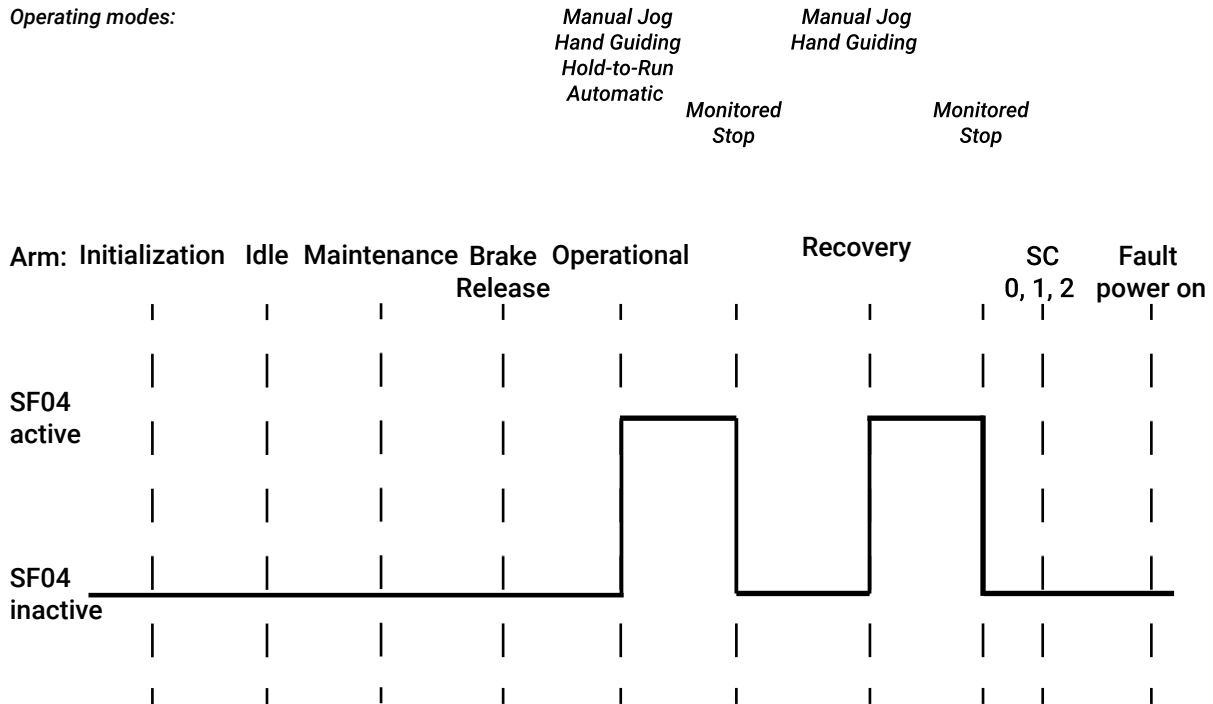 Operating modes:
Manual Jog
Hand Guiding
Hold-to-Run
Automatic
Monitored
Stop
Manual Jog
Hand Guiding
Monitored
Stop
Arm: Initialization Idle Maintenance Brake Release Operational Recovery SC 0, 1, 2 Fault power on
SF04
active
SF04
inactive